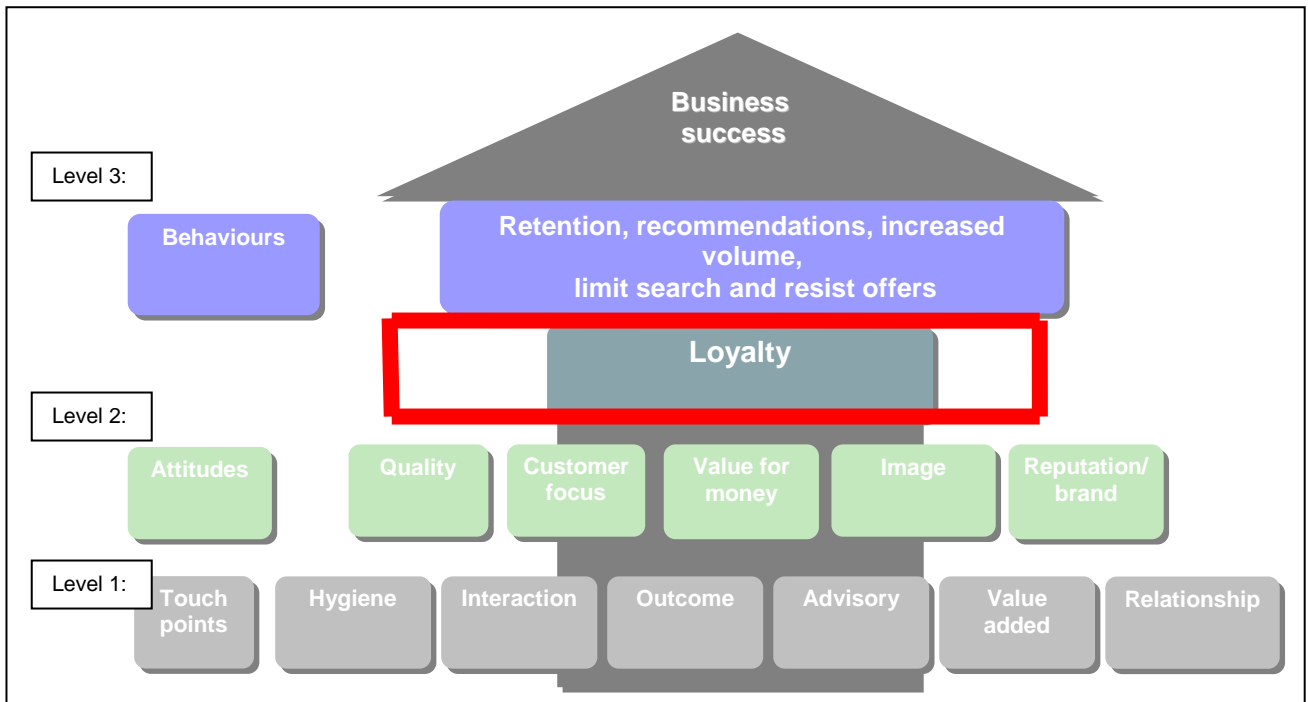 Business
success
Level 3:
Behaviours
Retention, recommendations, increased
volume,
limit search and resist offers
Loyalty
Level 2:
Attitudes
Quality
Customer
focus
Value for
money
Image
Reputation/
brand
Level 1:
Touch
points
Hygiene
Interaction
Outcome
Advisory
Value
added
Relationship